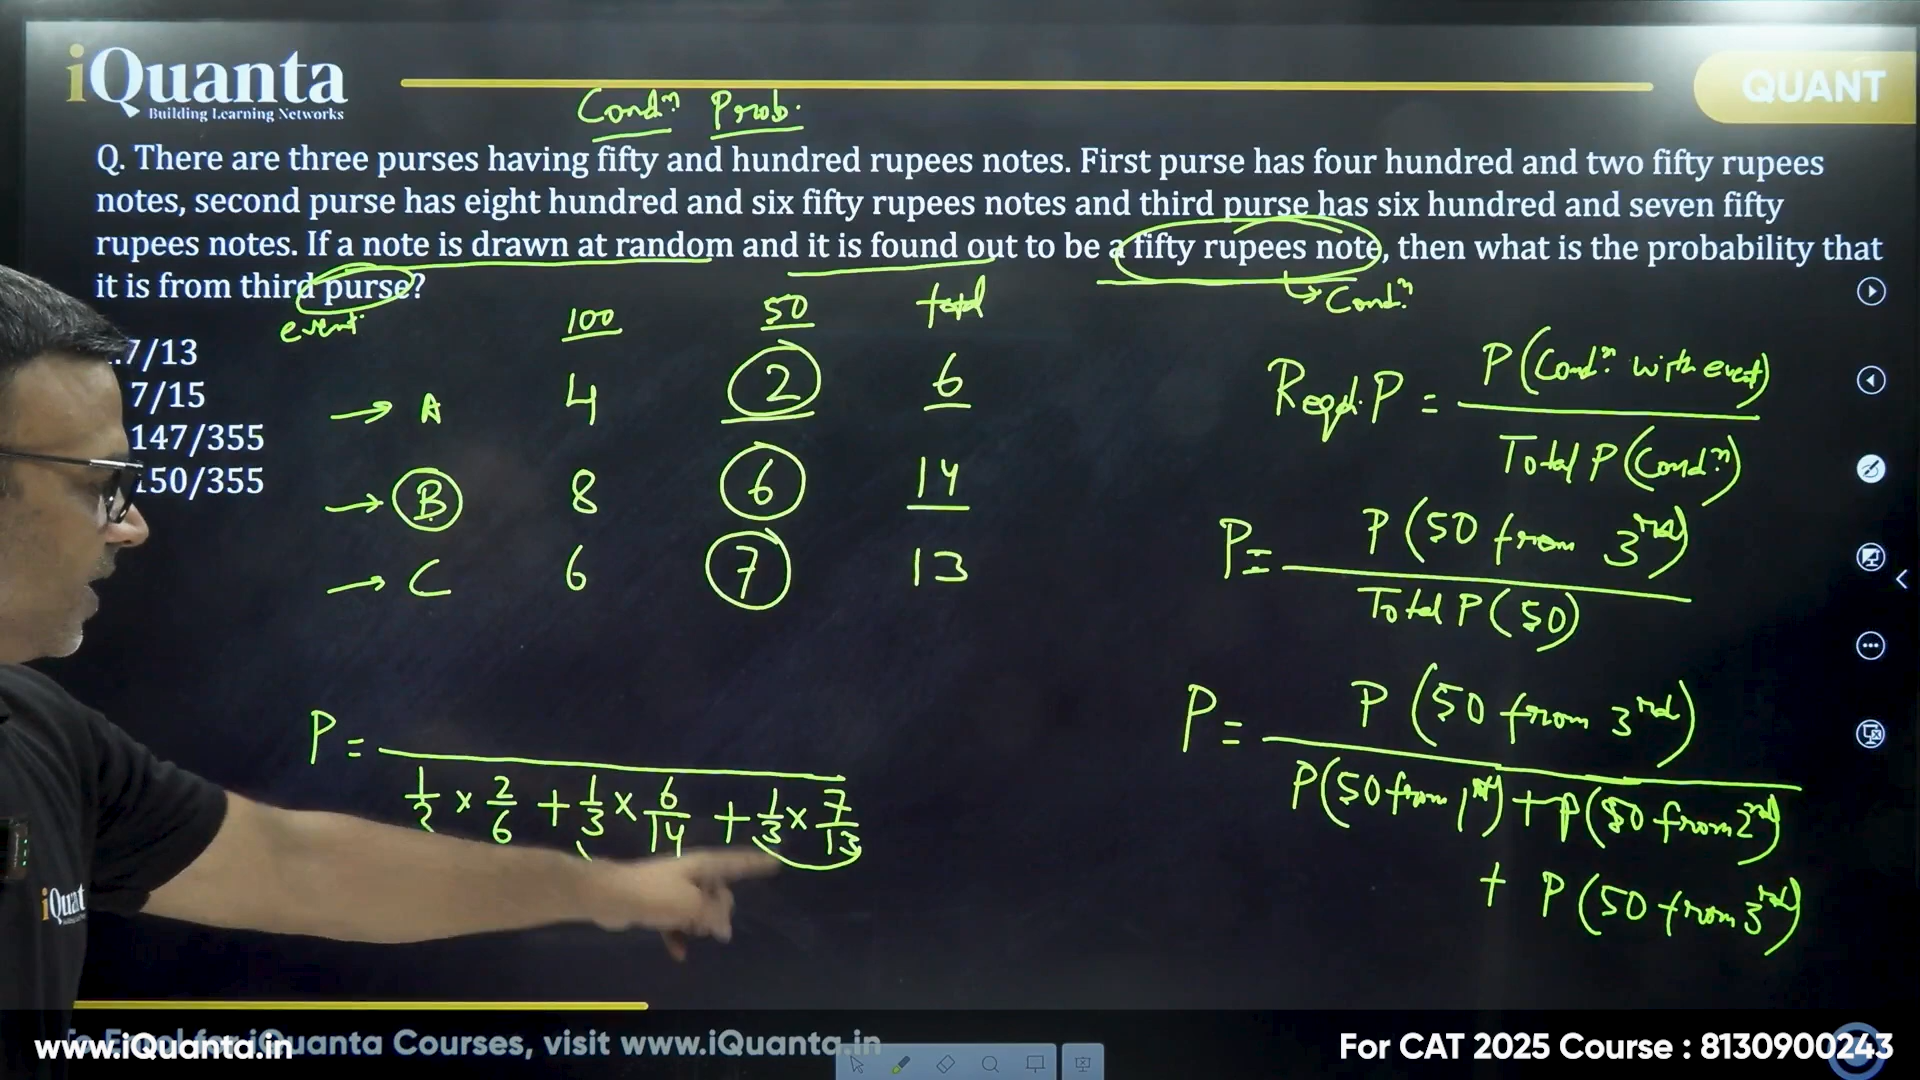 iQuanta
Building Learning Networks
QUANT
Condⁿ. Prob.
Q. There are three purses having fifty and hundred rupees notes. First purse has four hundred and two fifty rupees
notes, second purse has eight hundred and six fifty rupees notes and third purse has six hundred and seven fifty
rupees notes. If a note is drawn at random and it is found out to be a fifty rupees note, then what is the probability that
it is from third purse?
event
→ Condⁿ.
7/13
7/15
147/355
150/355
100 50 total
→ A 4 2 6
→ B 8 6 14
→ C 6 7 13
Reqd. P = P(Condⁿ. with event) / Total P(Condⁿ.)
P = P(50 from 3rd) / Total P(50)
P = P(50 from 3rd) / P(50 from 1st) + P(50 from 2nd)
+ P(50 from 3rd)
P =
1/3 × 2/6 + 1/3 × 6/14 + 1/3 × 7/13
iQuanta Courses, visit www.iQuanta.in
www.iQuanta.in
For CAT 2025 Course : 8130900243